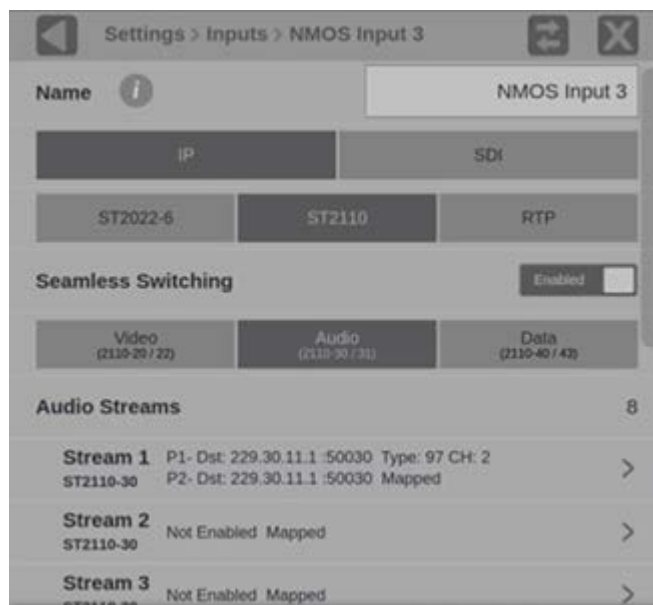 Settings > Inputs > NMOS Input 3
Name i NMOS Input 3
IP SDI
ST2022-6 ST2110 RTP
Seamless Switching Enabled
Video Audio Data
(2110-20 / 22) (2110-30 / 31) (2110-40 / 43)
Audio Streams 8
Stream 1 P1- Dst: 229.30.11.1 :50030 Type: 97 CH: 2
ST2110-30 P2- Dst: 229.30.11.1 :50030 Mapped
Stream 2
ST2110-30 Not Enabled Mapped
Stream 3
Not Enabled Mapped